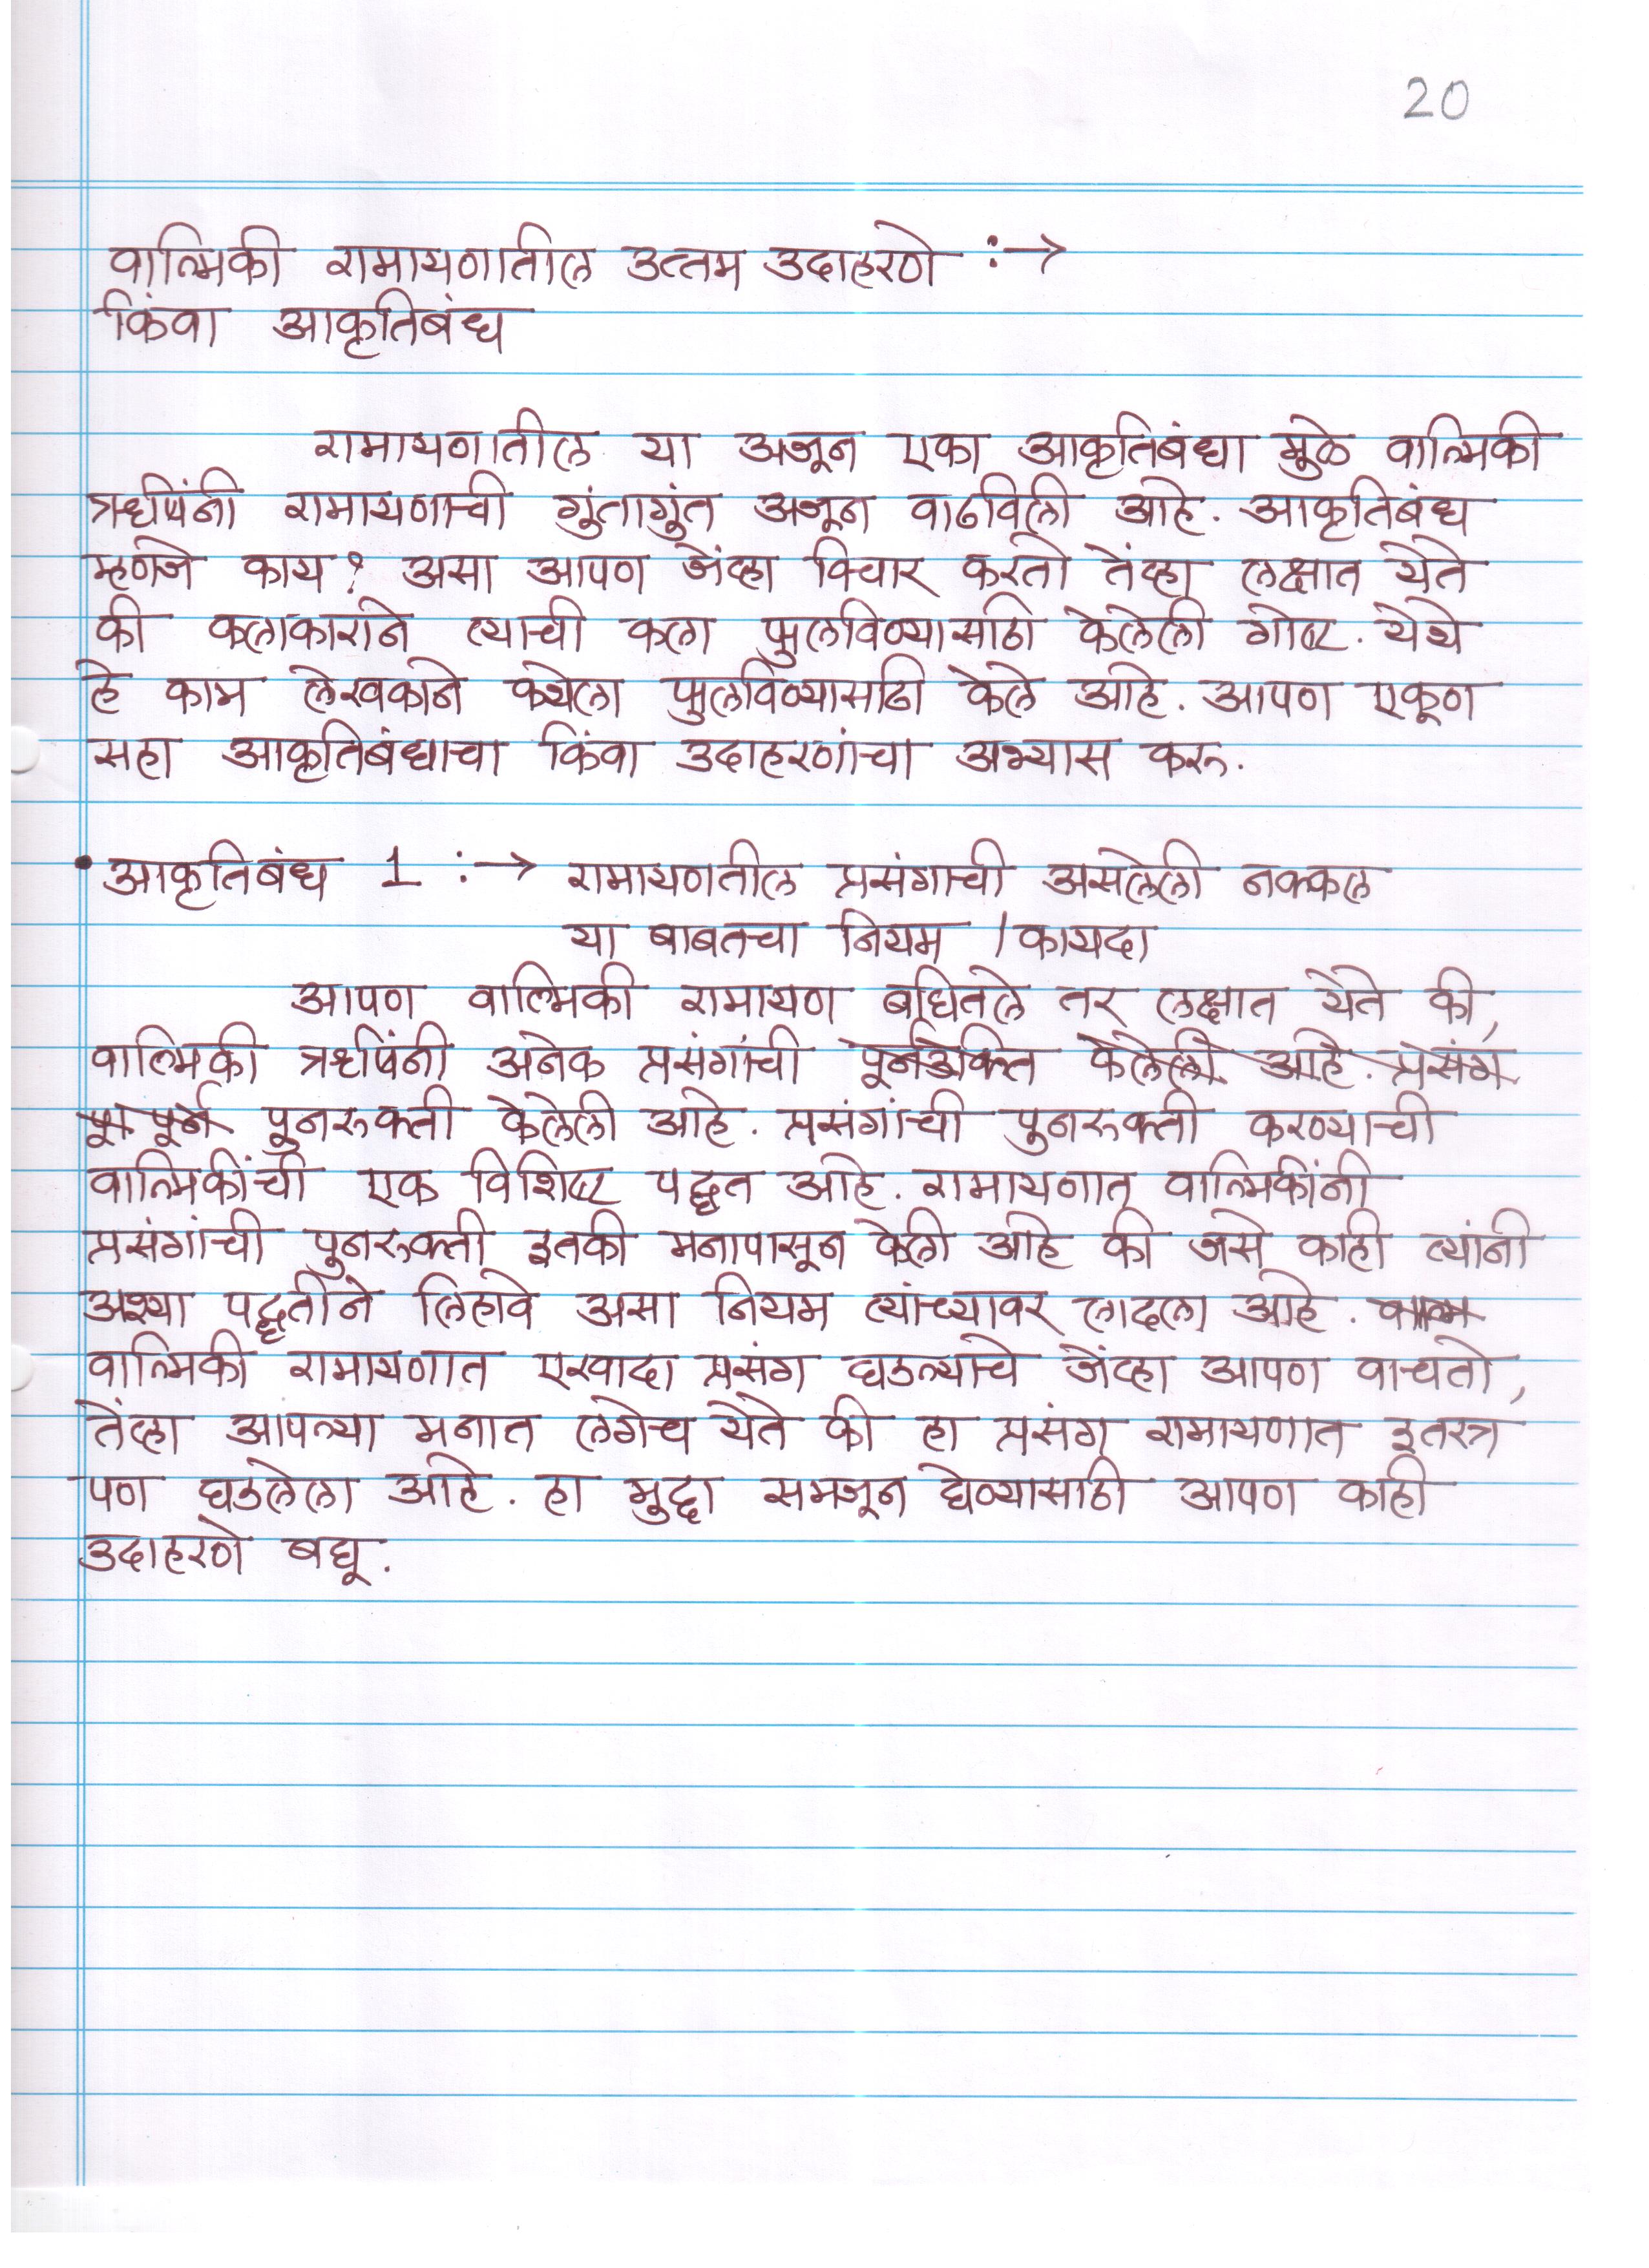 20
वाल्मिकी रामायणातील उत्तम उदाहरणे :→
किंवा आकृतिबंध
रामायणातील या अजून एका आकृतिबंधा मुळे वाल्मिकी
ऋषींनी रामायणाची गुंतागुंत अजून वाढविली आहे. आकृतिबंध
म्हणजे काय? असा आपण जेंव्हा विचार करतो तेंव्हा लक्षात येते
की कलाकाराने त्याची कला फुलविण्यासाठी केलेली गोष्ट. येथे
हे काम लेखकाने कथेला फुलविण्यासाठी केले आहे. आपण एकूण
सहा आकृतिबंधाचा किंवा उदाहरणांचा अभ्यास करू.
• आकृतिबंध 1 :→ रामायणतील प्रसंगाची असलेली नक्कल
या बाबतचा नियम / कायदा
आपण वाल्मिकी रामायण बघितले तर लक्षात येते की,
वाल्मिकी ऋषिंनी अनेक प्रसंगांची केलेली आहे. प्रसंग
पूर्न पुनरुक्ती केलेली आहे. प्रसंगांची पुनरुक्ती करण्याची
वाल्मिकींची एक विशिष्ट पद्धत आहे. रामायणात वाल्मिकींनी
प्रसंगांची पुनरुक्ती इतकी मनापासून केली आहे की जसे काही त्यांनी
अश्या पद्धतीने लिहावे असा नियम त्यांच्यावर लादला आहे.
वाल्मिकी रामायणात एखादा प्रसंग घडल्याचे जेंव्हा आपण वाचतो,
तेंव्हा आपल्या मनात लगेच येते की हा प्रसंग रामायणात इतरत्र
पण घडलेला आहे. हा मुद्दा समजून घेण्यासाठी आपण काही
उदाहरणे बघू.